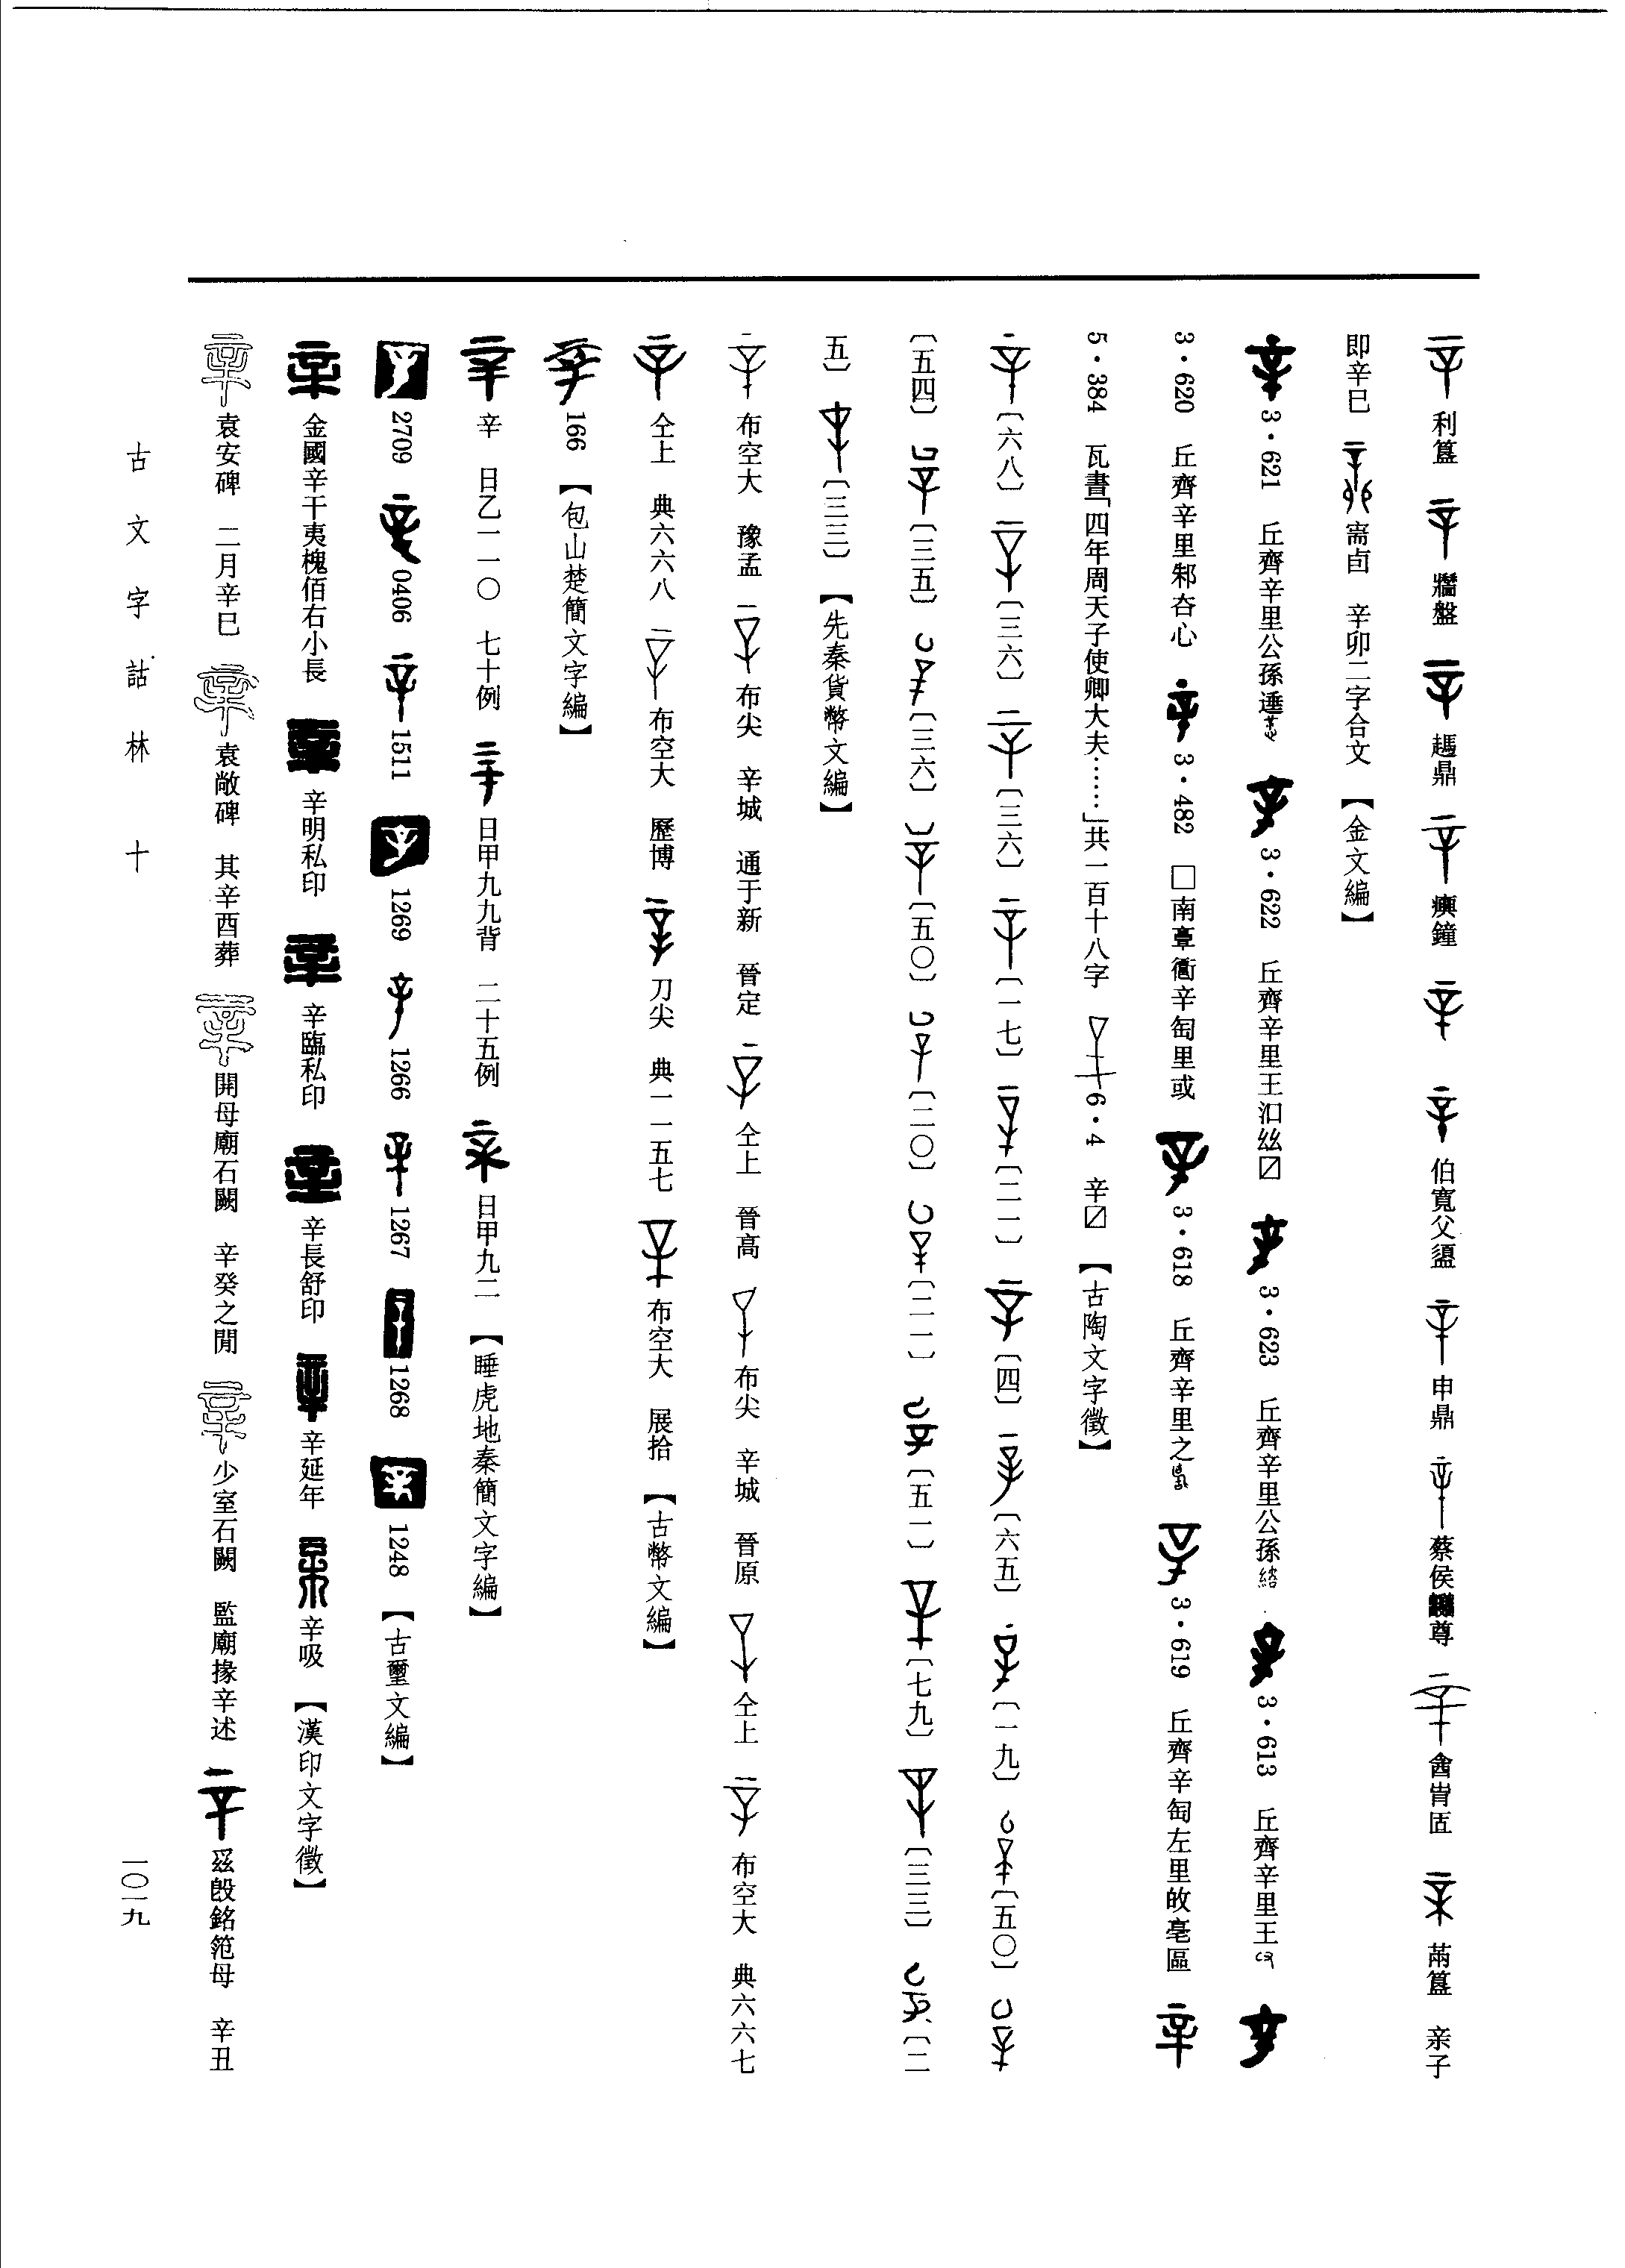 利簋 牆盤 趞鼎 𤼈鐘 伯寬父盨 申鼎 蔡侯尊 酓肯 簋 亲子
即辛巳 卣 辛卯二字合文 【金文編】
3·621 丘齊辛里公孫 3·622 丘齊辛里王汩𢆶☐ 3·623 丘齊辛里公孫 3·613 丘齊辛里王
3·620 丘齊辛里邾吞心 3·482 □南𩫏衢辛匋里或 3·618 丘齊辛里之 3·619 丘齊辛匋左里敀亳區
5·384 瓦書「四年周天子使卿大夫……」共一百十八字 6·4 辛☐ 【古陶文字徵】
〔六八〕 〔三六〕 〔三六〕 〔一七〕 〔二一〕 〔四〕 〔六五〕 〔一九〕 〔五〇〕
〔五四〕 〔三五〕 〔三六〕 〔五〇〕 〔二〇〕 〔二一〕 〔五一〕 〔七九〕 〔三三〕 〔二
五〕 〔三三〕 【先秦貨幣文編】
布空大 豫孟 布尖 辛城 通于新 晉定 仝上 晉高 布尖 辛城 晉原 仝上 布空大 典六六七
仝上 典六六八 布空大 歷博 刀尖 典一一五七 布空大 展拾 【古幣文編】
166 【包山楚簡文字編】
辛 日乙一一〇 七十例 日甲九九背 二十五例 日甲九二 【睡虎地秦簡文字編】
2709 0406 1511 1269 1266 1267 1268 1248 【古璽文編】
金國辛干夷槐佰右小長 辛明私印 辛臨私印 辛長舒印 辛延年 辛吸 【漢印文字徵】
袁安碑 二月辛巳 袁敞碑 其辛酉葬 開母廟石闕 辛癸之閒 少室石闕 監廟掾辛述 銘笵母 辛丑
古文字詁林 十
一〇一九